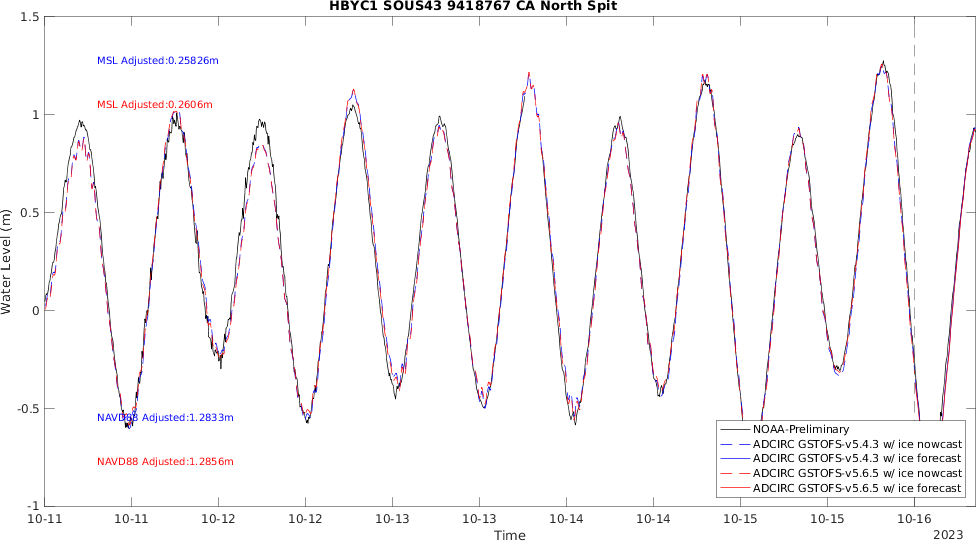 HBYC1 SOUS43 9418767 CA North Spit
1.5
MSL Adjusted:0.25826m
MSL Adjusted:0.2606m
1
0.5
Water Level (m)
0
-0.5
NAVD88 Adjusted:1.2833m
NAVD88 Adjusted:1.2856m
NOAA-Preliminary
ADCIRC GSTOFS-v5.4.3 w/ ice nowcast
ADCIRC GSTOFS-v5.4.3 w/ ice forecast
ADCIRC GSTOFS-v5.6.5 w/ ice nowcast
ADCIRC GSTOFS-v5.6.5 w/ ice forecast
-1
10-11 10-11 10-12 10-12 10-13 10-13 10-14 10-14 10-15 10-15 10-16
Time
2023